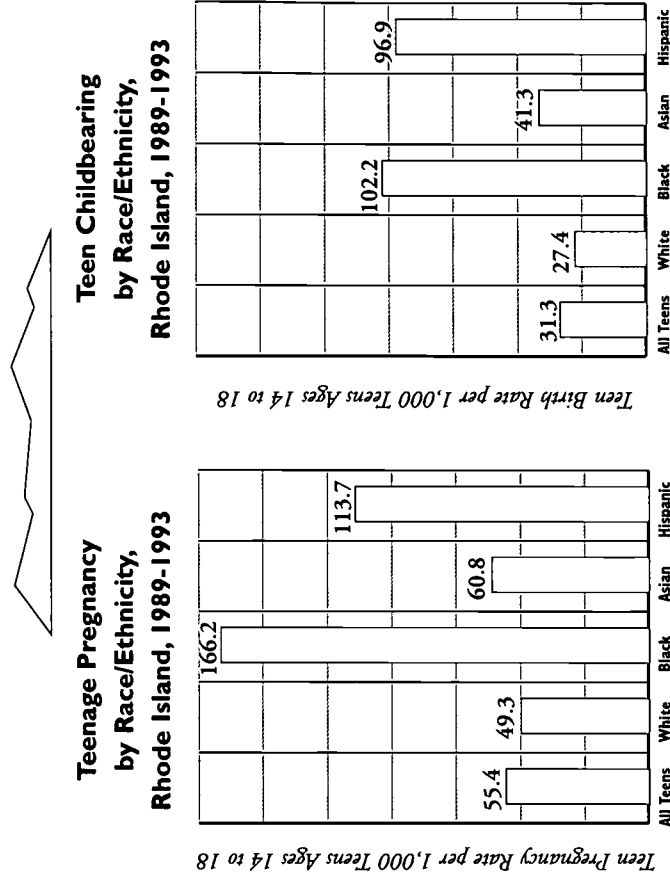 Teenage Pregnancy
by Race/Ethnicity,
Rhode Island, 1989-1993
Teen Pregnancy Rate per 1,000 Teens Ages 14 to 18
55.4
49.3
166.2
60.8
113.7
All Teens
White
Black
Asian
Hispanic
Teen Childbearing
by Race/Ethnicity,
Rhode Island, 1989-1993
Teen Birth Rate per 1,000 Teens Ages 14 to 18
31.3
27.4
102.2
41.3
96.9
All Teens
White
Black
Asian
Hispanic